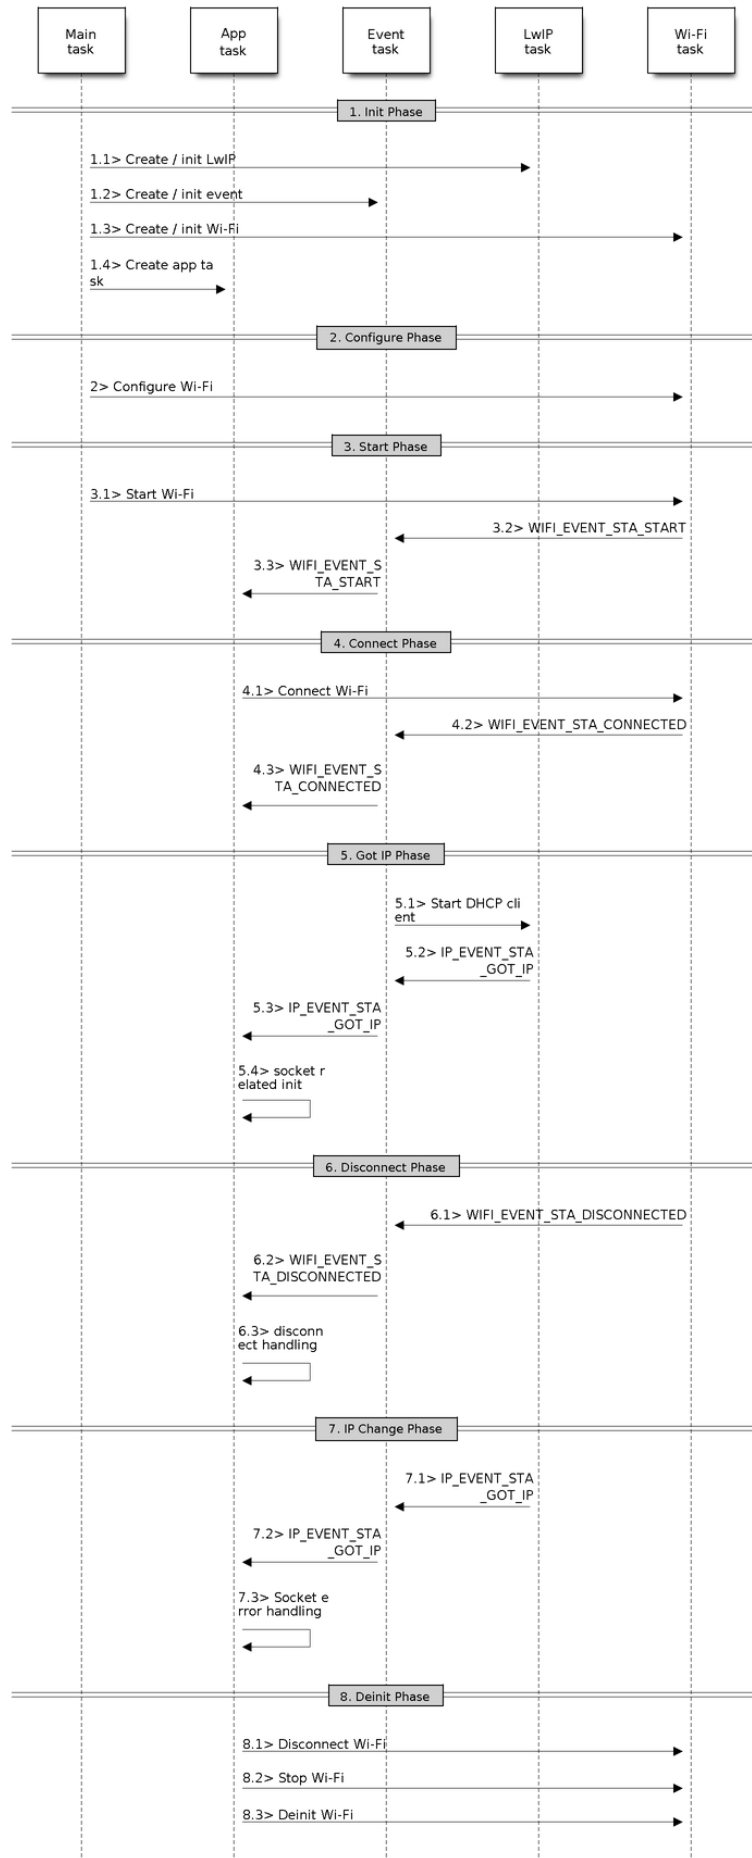 Main
task
App
task
Event
task
LwIP
task
Wi-Fi
task
1. Init Phase
1.1> Create / init LwIP
1.2> Create / init event
1.3> Create / init Wi-Fi
1.4> Create app ta
sk
2. Configure Phase
2> Configure Wi-Fi
3. Start Phase
3.1> Start Wi-Fi
3.2> WIFI_EVENT_STA_START
3.3> WIFI_EVENT_S
TA_START
4. Connect Phase
4.1> Connect Wi-Fi
4.2> WIFI_EVENT_STA_CONNECTED
4.3> WIFI_EVENT_S
TA_CONNECTED
5. Got IP Phase
5.1> Start DHCP cli
ent
5.2> IP_EVENT_STA
_GOT_IP
5.3> IP_EVENT_STA
_GOT_IP
5.4> socket r
elated init
6. Disconnect Phase
6.1> WIFI_EVENT_STA_DISCONNECTED
6.2> WIFI_EVENT_S
TA_DISCONNECTED
6.3> disconn
ect handling
7. IP Change Phase
7.1> IP_EVENT_STA
_GOT_IP
7.2> IP_EVENT_STA
_GOT_IP
7.3> Socket e
rror handling
8. Deinit Phase
8.1> Disconnect Wi-Fi
8.2> Stop Wi-Fi
8.3> Deinit Wi-Fi